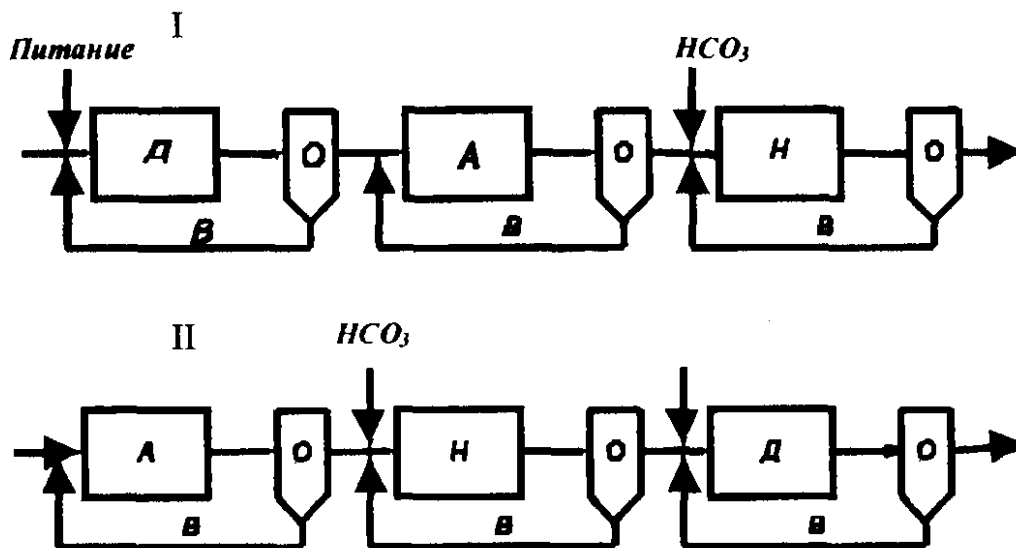 I
Питание
HCO₃
Д О А О Н О
В В В
II
HCO₃
А О Н О Д О
В В В